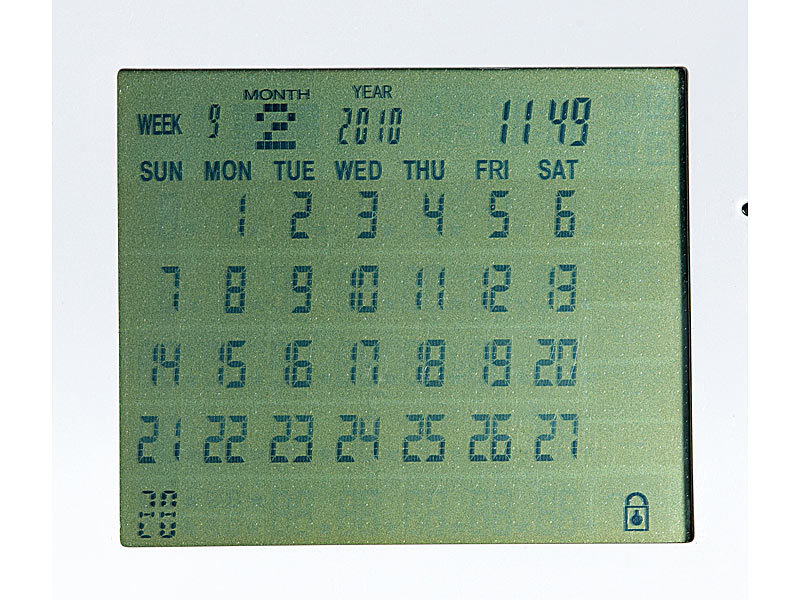 MONTH YEAR
WEEK 9 2 2010 11 49
SUN MON TUE WED THU FRI SAT
1 2 3 4 5 6
7 8 9 10 11 12 13
14 15 16 17 18 19 20
21 22 23 24 25 26 27
28